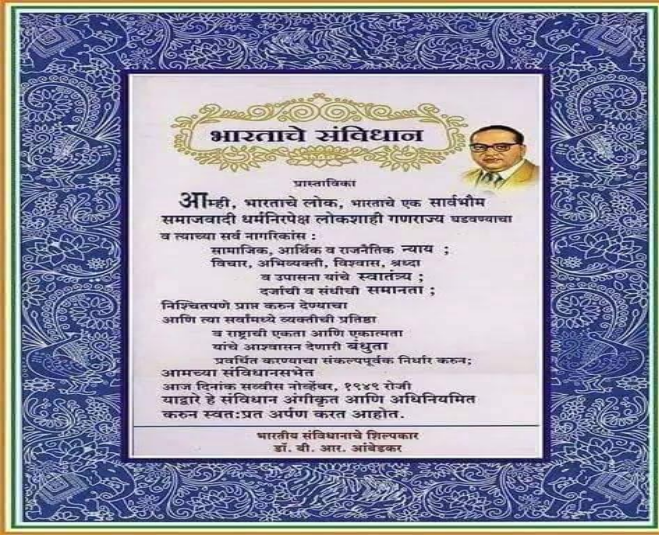 भारताचे संविधान
प्रास्ताविका
आम्ही, भारताचे लोक, भारताचे एक सार्वभौम
समाजवादी धर्मनिरपेक्ष लोकशाही गणराज्य घडवण्याचा
व त्याच्या सर्व नागरिकांस :
सामाजिक, आर्थिक व राजनैतिक न्याय ;
विचार, अभिव्यक्ती, विश्वास, श्रध्दा
व उपासना यांचे स्वातंत्र्य ;
दर्जाची व संधीची समानता ;
निश्चितपणे प्राप्त करुन देण्याचा
आणि त्या सर्वांमध्ये व्यक्तीची प्रतिष्ठा
व राष्ट्राची एकता आणि एकात्मता
यांचे आश्वासन देणारी बंधुता
प्रवर्धित करण्याचा संकल्पपूर्वक निर्धार करुन;
आमच्या संविधानसभेत
आज दिनांक सव्वीस नोव्हेंबर, १९४९ रोजी
याद्वारे हे संविधान अंगीकृत आणि अधिनियमित
करुन स्वत:प्रत अर्पण करत आहोत.
भारतीय संविधानाचे शिल्पकार
डॉ. बी. आर. आंबेडकर